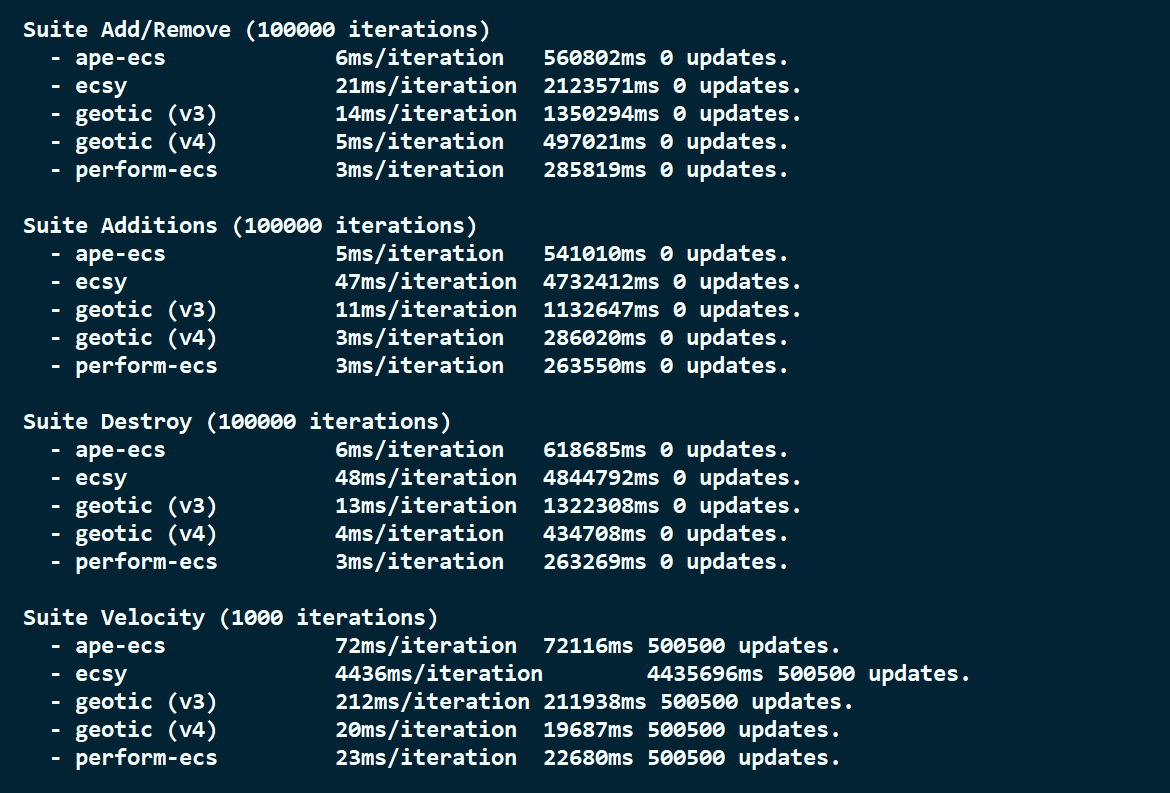 Suite Add/Remove (100000 iterations)
- ape-ecs 6ms/iteration 560802ms 0 updates.
- ecsy 21ms/iteration 2123571ms 0 updates.
- geotic (v3) 14ms/iteration 1350294ms 0 updates.
- geotic (v4) 5ms/iteration 497021ms 0 updates.
- perform-ecs 3ms/iteration 285819ms 0 updates.
Suite Additions (100000 iterations)
- ape-ecs 5ms/iteration 541010ms 0 updates.
- ecsy 47ms/iteration 4732412ms 0 updates.
- geotic (v3) 11ms/iteration 1132647ms 0 updates.
- geotic (v4) 3ms/iteration 286020ms 0 updates.
- perform-ecs 3ms/iteration 263550ms 0 updates.
Suite Destroy (100000 iterations)
- ape-ecs 6ms/iteration 618685ms 0 updates.
- ecsy 48ms/iteration 4844792ms 0 updates.
- geotic (v3) 13ms/iteration 1322308ms 0 updates.
- geotic (v4) 4ms/iteration 434708ms 0 updates.
- perform-ecs 3ms/iteration 263269ms 0 updates.
Suite Velocity (1000 iterations)
- ape-ecs 72ms/iteration 72116ms 500500 updates.
- ecsy 4436ms/iteration 4435696ms 500500 updates.
- geotic (v3) 212ms/iteration 211938ms 500500 updates.
- geotic (v4) 20ms/iteration 19687ms 500500 updates.
- perform-ecs 23ms/iteration 22680ms 500500 updates.